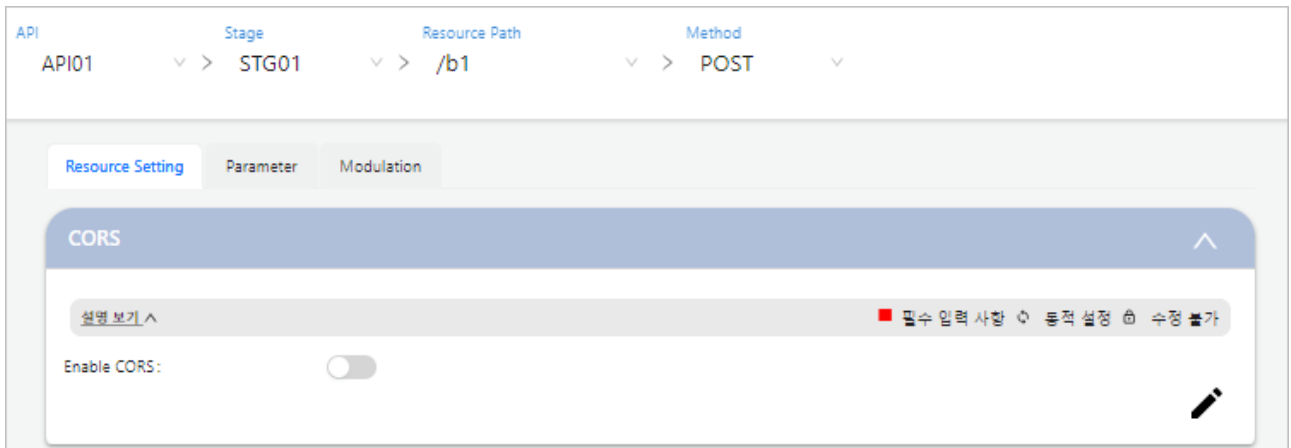 API Stage Resource Path Method
API01 > STG01 > /b1 > POST
Resource Setting Parameter Modulation
CORS
설명 보기 필수 입력 사항 동적 설정 수정 불가
Enable CORS: